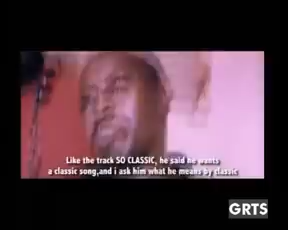 Like the track SO CLASSIC, he said he wants
a classic song,and i ask him what he means by classic
GRTS